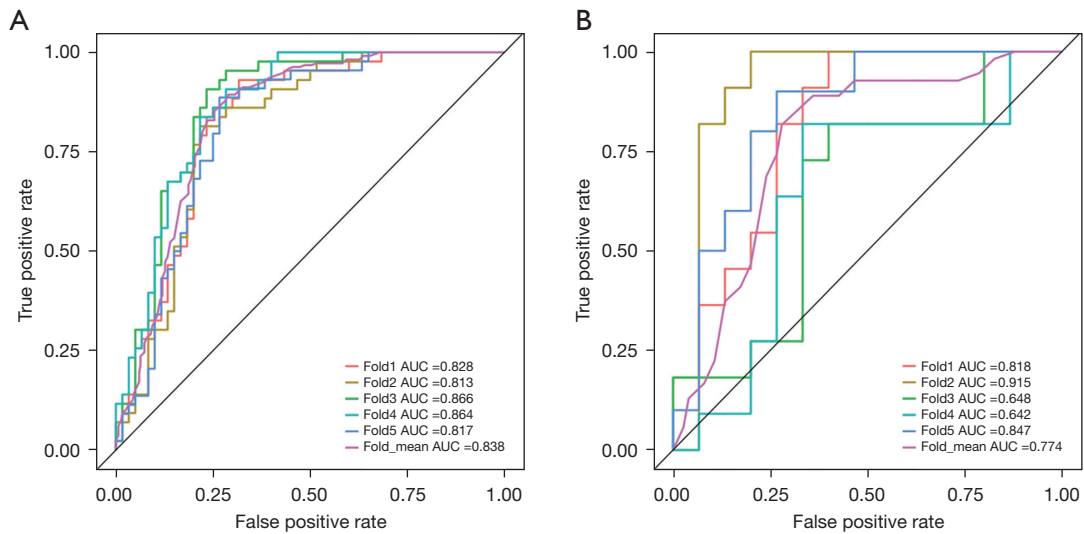 A
1.00
0.75
0.50
0.25
0.00
True positive rate
Fold1 AUC =0.828
Fold2 AUC =0.813
Fold3 AUC =0.866
Fold4 AUC =0.864
Fold5 AUC =0.817
Fold_mean AUC =0.838
0.00 0.25 0.50 0.75 1.00
False positive rate
B
1.00
0.75
0.50
0.25
0.00
True positive rate
Fold1 AUC =0.818
Fold2 AUC =0.915
Fold3 AUC =0.648
Fold4 AUC =0.642
Fold5 AUC =0.847
Fold_mean AUC =0.774
0.00 0.25 0.50 0.75 1.00
False positive rate